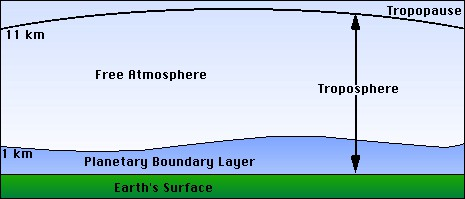 Tropopause
11 km
Free Atmosphere
Troposphere
1 km
Planetary Boundary Layer
Earth's Surface